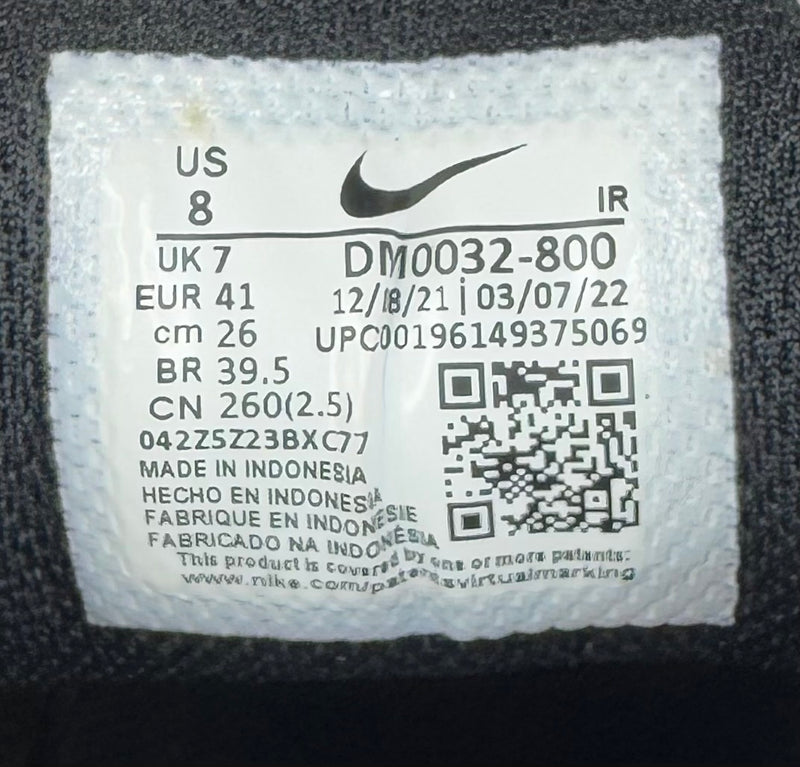 US
8
IR
UK 7
DM0032-800
EUR 41
12/18/21 | 03/07/22
cm 26
UPC00196149375069
BR 39.5
CN 260(2.5)
042Z5Z23BXC77
MADE IN INDONESIA
HECHO EN INDONESIA
FABRIQUE EN INDONÉSIE
FABRICADO NA INDONÉSIA
This product is covered by one or more patents:
www.nike.com/patentsvirtualmarking